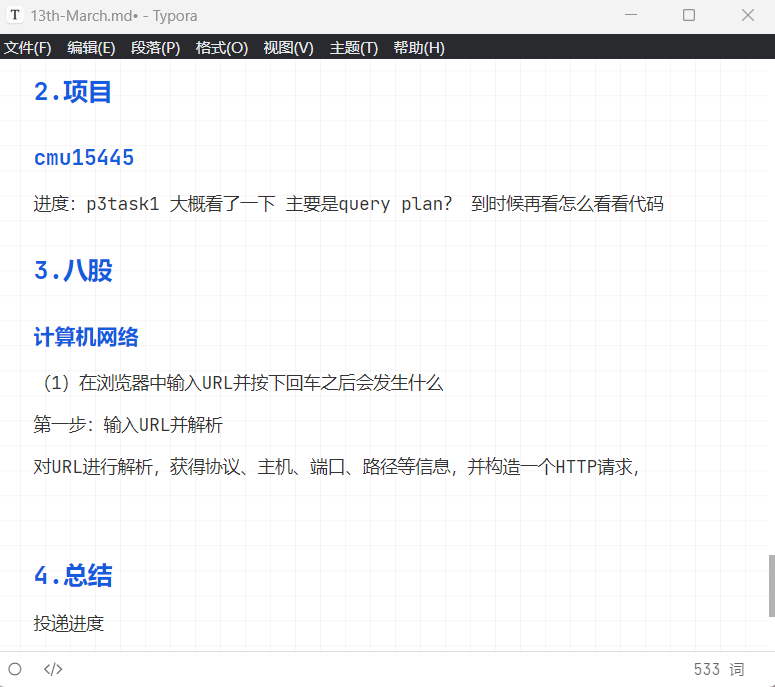 13th-March.md• - Typora
文件(F) 编辑(E) 段落(P) 格式(O) 视图(V) 主题(T) 帮助(H)
2.项目
cmu15445
进度：p3task1 大概看了一下 主要是query plan？ 到时候再看怎么看看代码
3.八股
计算机网络
（1）在浏览器中输入URL并按下回车之后会发生什么
第一步：输入URL并解析
对URL进行解析，获得协议、主机、端口、路径等信息，并构造一个HTTP请求，
4.总结
投递进度
</> 533 词